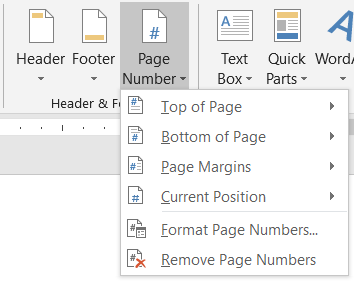 Header Footer Page Number Text Box Quick Parts WordA
Header & Fo
Top of Page
Bottom of Page
Page Margins
Current Position
Format Page Numbers...
Remove Page Numbers